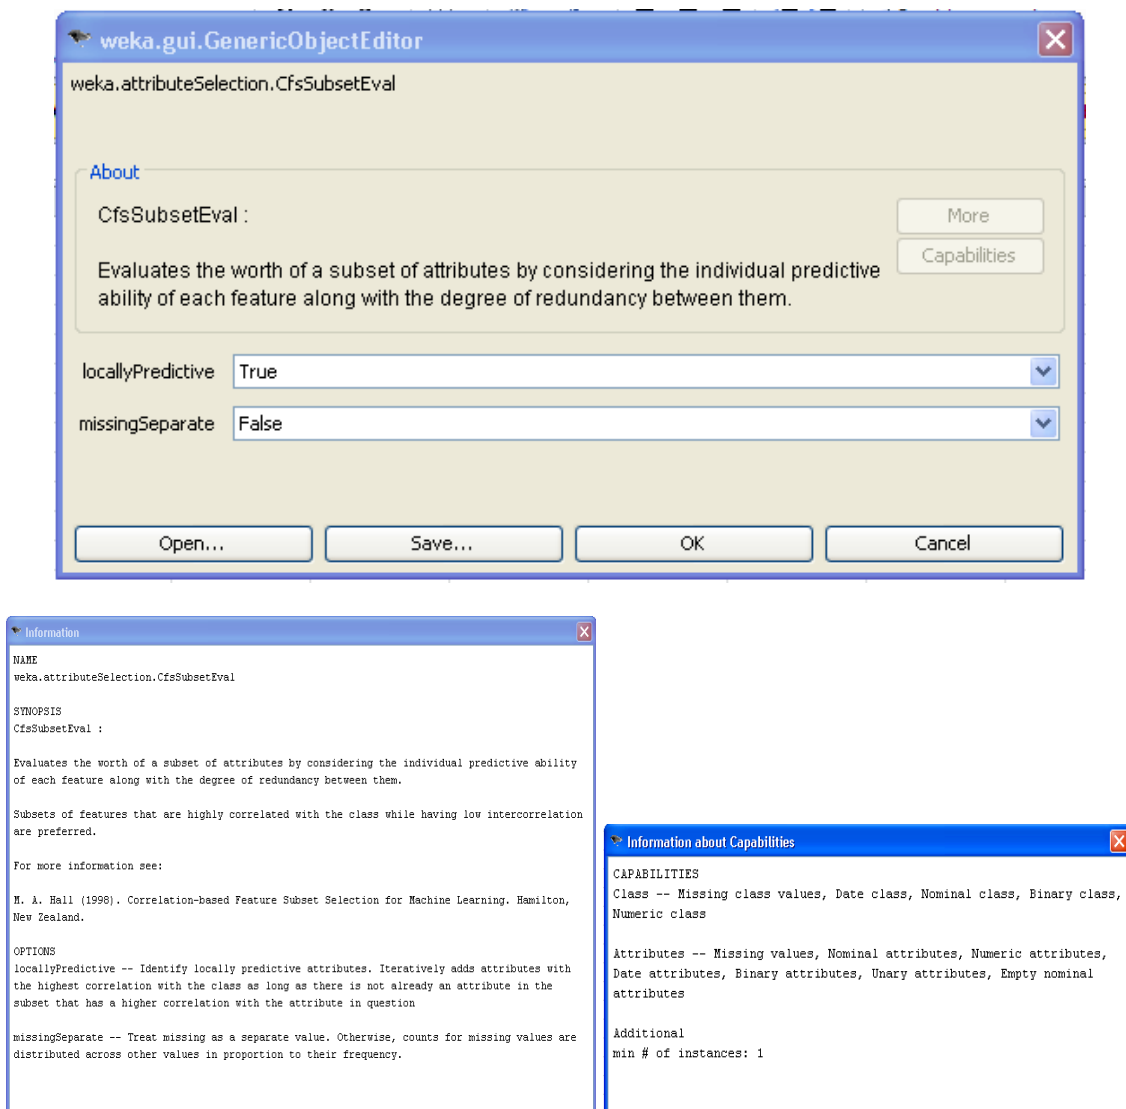 weka.gui.GenericObjectEditor
weka.attributeSelection.CfsSubsetEval
About
CfsSubsetEval :
More
Capabilities
Evaluates the worth of a subset of attributes by considering the individual predictive
ability of each feature along with the degree of redundancy between them.
locallyPredictive True
missingSeparate False
Open... Save... OK Cancel
Information
NAME
weka.attributeSelection.CfsSubsetEval
SYNOPSIS
CfsSubsetEval :
Evaluates the worth of a subset of attributes by considering the individual predictive ability
of each feature along with the degree of redundancy between them.
Subsets of features that are highly correlated with the class while having low intercorrelation
are preferred.
For more information see:
M. A. Hall (1998). Correlation-based Feature Subset Selection for Machine Learning. Hamilton,
New Zealand.
OPTIONS
locallyPredictive -- Identify locally predictive attributes. Iteratively adds attributes with
the highest correlation with the class as long as there is not already an attribute in the
subset that has a higher correlation with the attribute in question
missingSeparate -- Treat missing as a separate value. Otherwise, counts for missing values are
distributed across other values in proportion to their frequency.
Information about Capabilities
CAPABILITIES
Class -- Missing class values, Date class, Nominal class, Binary class,
Numeric class
Attributes -- Missing values, Nominal attributes, Numeric attributes,
Date attributes, Binary attributes, Unary attributes, Empty nominal
attributes
Additional
min # of instances: 1